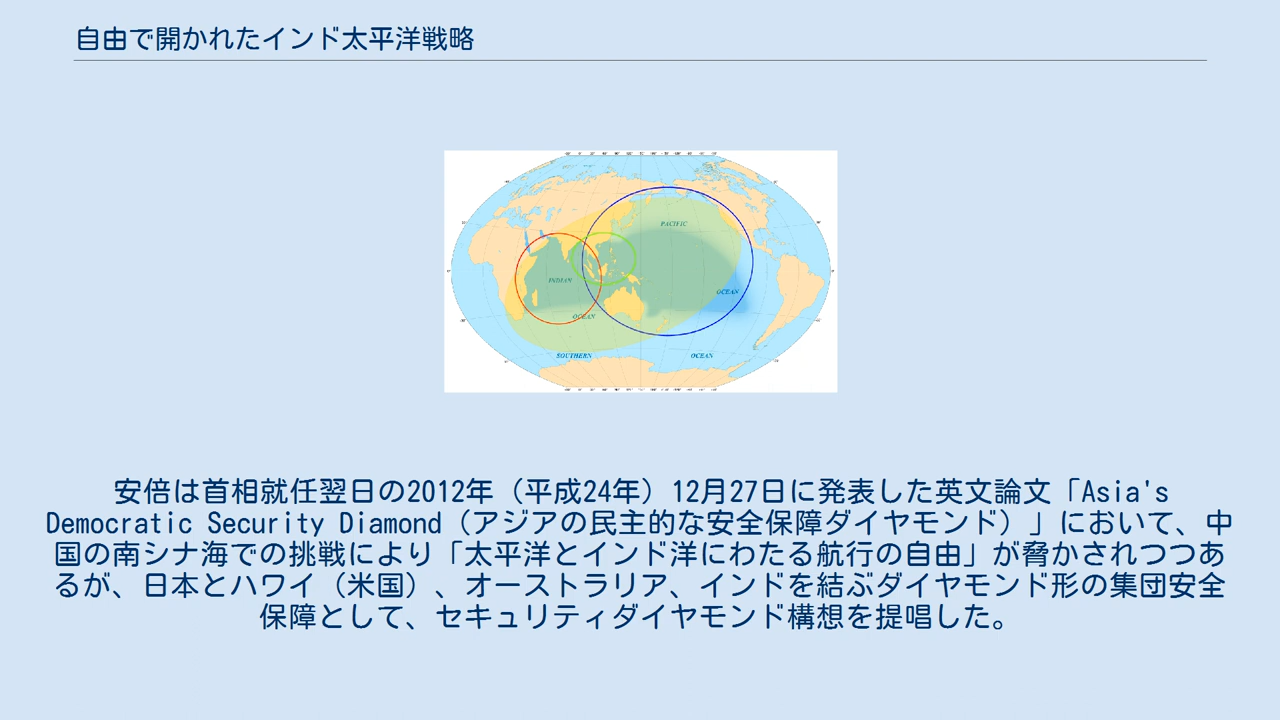 自由で開かれたインド太平洋戦略
PACIFIC
INDIAN
OCEAN
OCEAN
SOUTHERN
OCEAN
安倍は首相就任翌日の2012年（平成24年）12月27日に発表した英文論文「Asia's
Democratic Security Diamond（アジアの民主的な安全保障ダイヤモンド）」において、中
国の南シナ海での挑戦により「太平洋とインド洋にわたる航行の自由」が脅かされつつあ
るが、日本とハワイ（米国）、オーストラリア、インドを結ぶダイヤモンド形の集団安全
保障として、セキュリティダイヤモンド構想を提唱した。